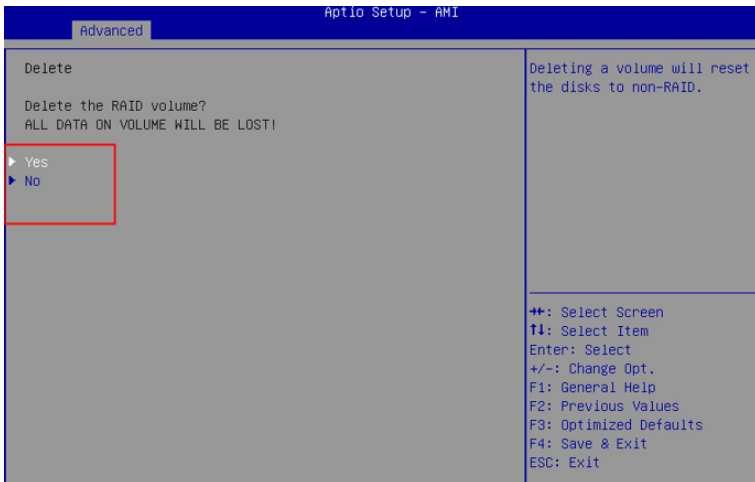 Aptio Setup - AMI
Advanced
Delete
Delete the RAID volume?
ALL DATA ON VOLUME WILL BE LOST!
Yes
No
Deleting a volume will reset
the disks to non-RAID.
→←: Select Screen
↑↓: Select Item
Enter: Select
+/-: Change Opt.
F1: General Help
F2: Previous Values
F3: Optimized Defaults
F4: Save & Exit
ESC: Exit